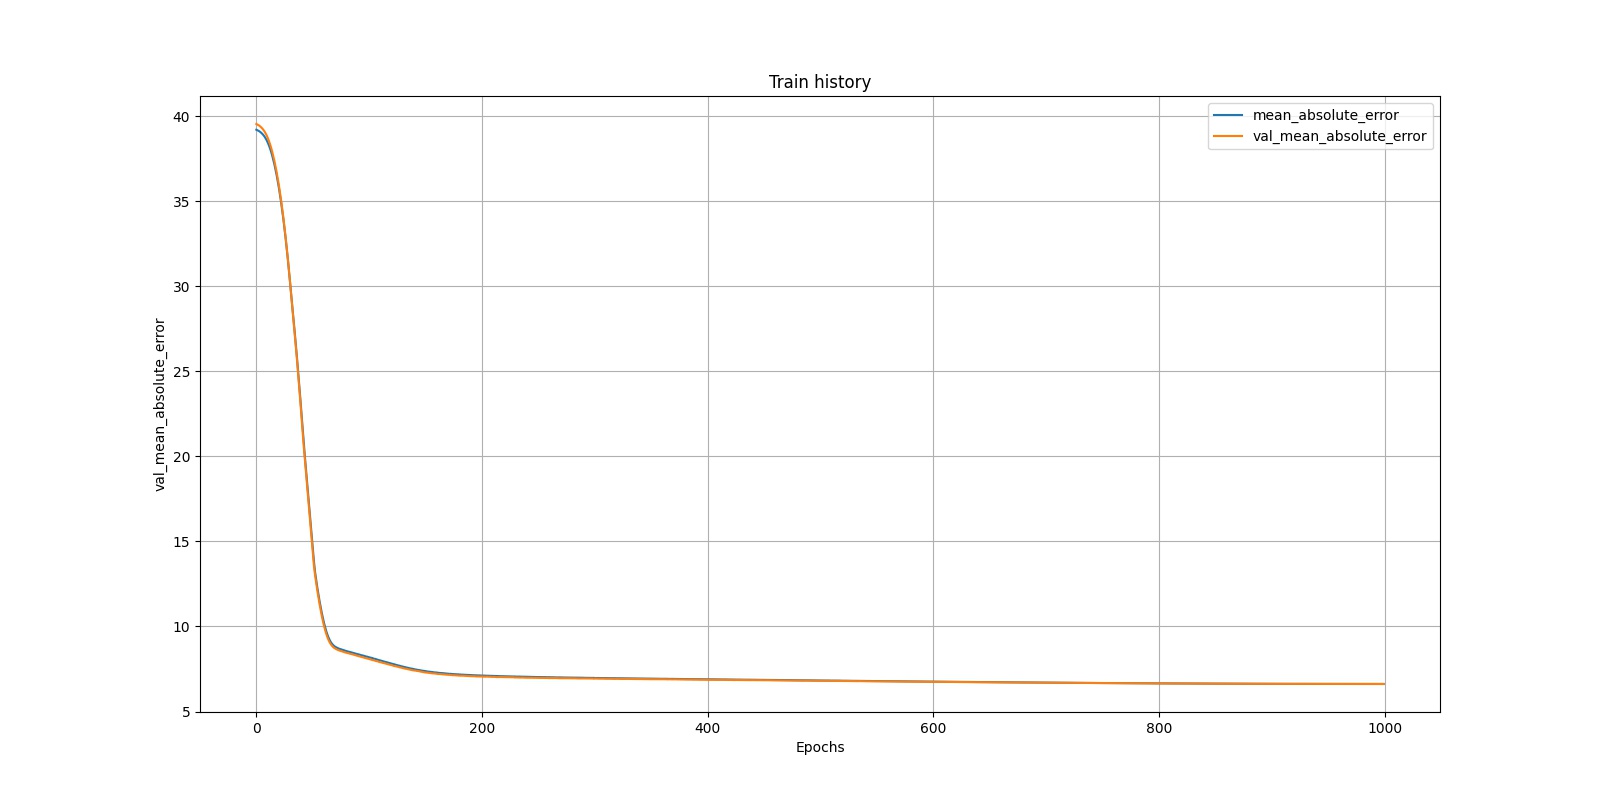 Train history
mean_absolute_error
val_mean_absolute_error
40
35
30
25
20
15
10
5
val_mean_absolute_error
0 200 400 600 800 1000
Epochs